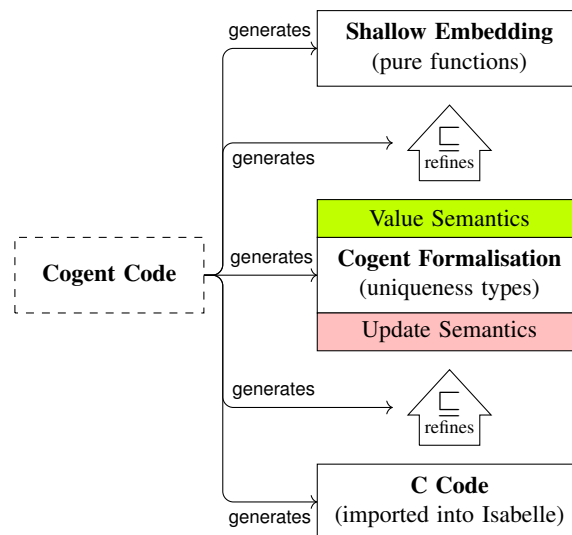 generates
Shallow Embedding
(pure functions)
generates
⊑
refines
Value Semantics
Cogent Code
generates
Cogent Formalisation
(uniqueness types)
Update Semantics
generates
⊑
refines
C Code
generates
(imported into Isabelle)